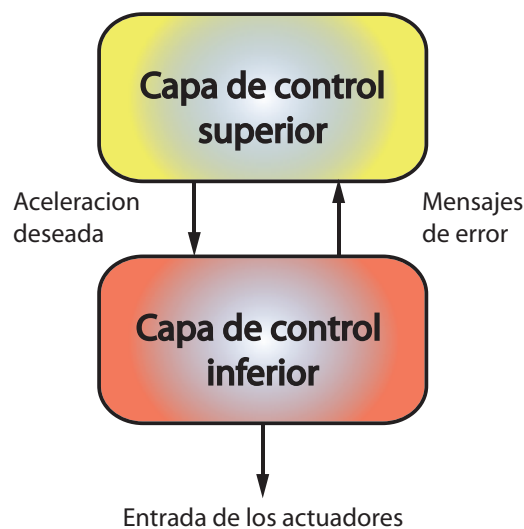 Capa de control
superior
Aceleracion
deseada
Mensajes
de error
Capa de control
inferior
Entrada de los actuadores